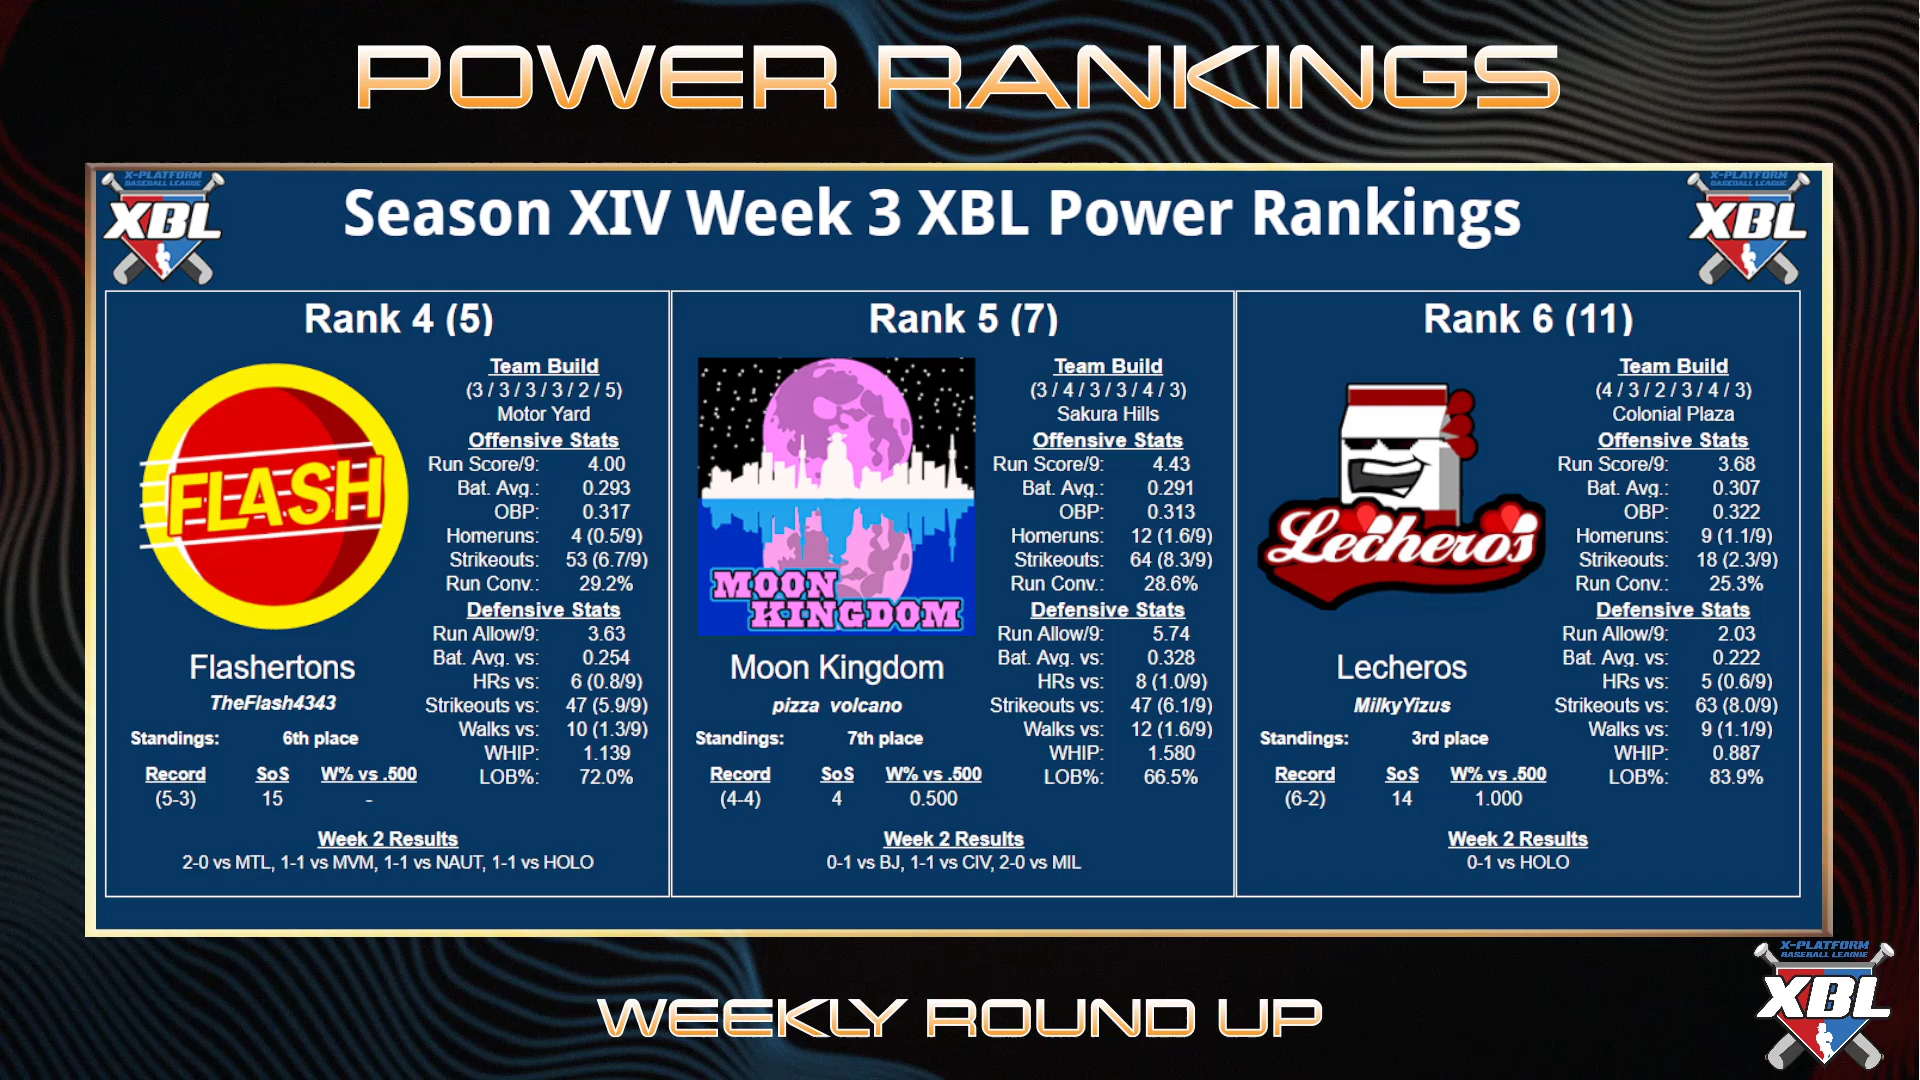 POWER RANKINGS
X-PLATFORM
BASEBALL LEAGUE
XBL
Season XIV Week 3 XBL Power Rankings
X-PLATFORM
BASEBALL LEAGUE
XBL
Rank 4 (5)
FLASH
Flashertons
TheFlash4343
Standings: 6th place
Record SoS W% vs .500
(5-3) 15 -
Team Build
(3 / 3 / 3 / 3 / 2 / 5)
Motor Yard
Offensive Stats
Run Score/9: 4.00
Bat. Avg.: 0.293
OBP: 0.317
Homeruns: 4 (0.5/9)
Strikeouts: 53 (6.7/9)
Run Conv.: 29.2%
Defensive Stats
Run Allow/9: 3.63
Bat. Avg. vs: 0.254
HRs vs: 6 (0.8/9)
Strikeouts vs: 47 (5.9/9)
Walks vs: 10 (1.3/9)
WHIP: 1.139
LOB%: 72.0%
Week 2 Results
2-0 vs MTL, 1-1 vs MVM, 1-1 vs NAUT, 1-1 vs HOLO
Rank 5 (7)
MOON
KINGDOM
Moon Kingdom
pizza volcano
Standings: 7th place
Record SoS W% vs .500
(4-4) 4 0.500
Team Build
(3 / 4 / 3 / 3 / 4 / 3)
Sakura Hills
Offensive Stats
Run Score/9: 4.43
Bat. Avg.: 0.291
OBP: 0.313
Homeruns: 12 (1.6/9)
Strikeouts: 64 (8.3/9)
Run Conv.: 28.6%
Defensive Stats
Run Allow/9: 5.74
Bat. Avg. vs: 0.328
HRs vs: 8 (1.0/9)
Strikeouts vs: 47 (6.1/9)
Walks vs: 12 (1.6/9)
WHIP: 1.580
LOB%: 66.5%
Week 2 Results
0-1 vs BJ, 1-1 vs CIV, 2-0 vs MIL
Rank 6 (11)
Lecheros
Lecheros
MilkyYizus
Standings: 3rd place
Record SoS W% vs .500
(6-2) 14 1.000
Team Build
(4 / 3 / 2 / 3 / 4 / 3)
Colonial Plaza
Offensive Stats
Run Score/9: 3.68
Bat. Avg.: 0.307
OBP: 0.322
Homeruns: 9 (1.1/9)
Strikeouts: 18 (2.3/9)
Run Conv.: 25.3%
Defensive Stats
Run Allow/9: 2.03
Bat. Avg. vs: 0.222
HRs vs: 5 (0.6/9)
Strikeouts vs: 63 (8.0/9)
Walks vs: 9 (1.1/9)
WHIP: 0.887
LOB%: 83.9%
Week 2 Results
0-1 vs HOLO
WEEKLY ROUND UP
X-PLATFORM
BASEBALL LEAGUE
XBL